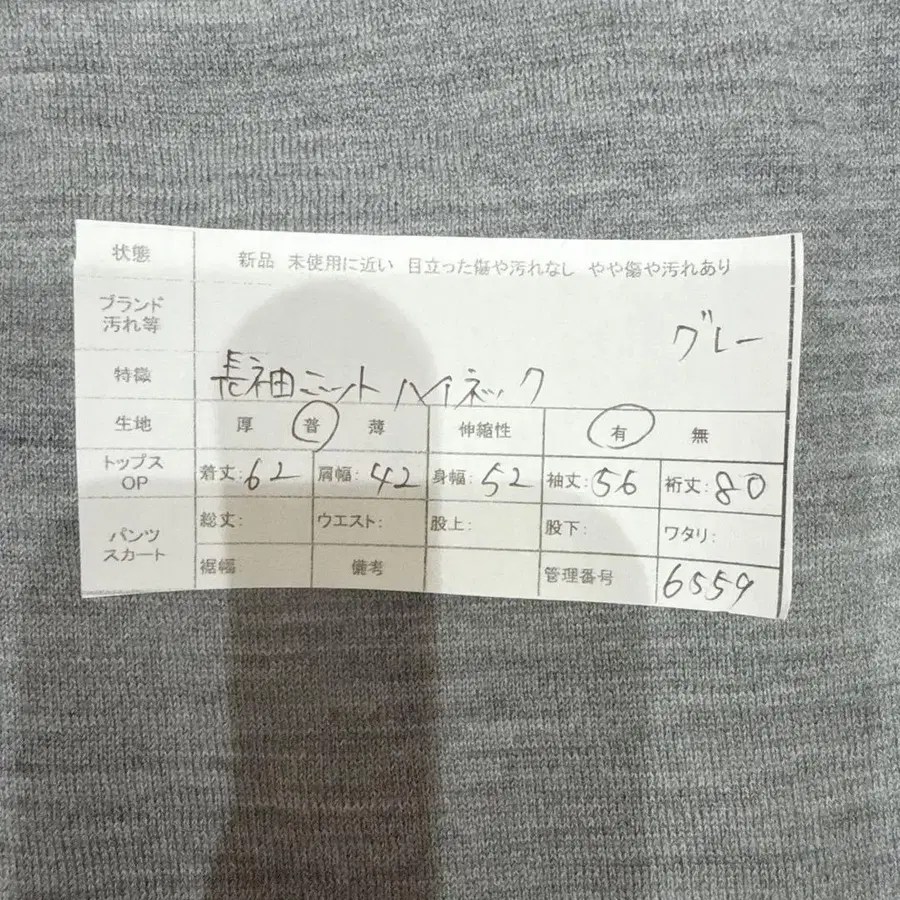 状態 新品 未使用に近い 目立った傷や汚れなし やや傷や汚れあり
ブランド
汚れ等 グレー
特徴 長袖ニット ハイネック
生地 厚 普 薄 伸縮性 有 無
トップス
OP 着丈:62 肩幅:42 身幅:52 袖丈:56 裄丈:80
パンツ
スカート 総丈: ウエスト: 股上: 股下: ワタリ:
裾幅 備考 管理番号 6559